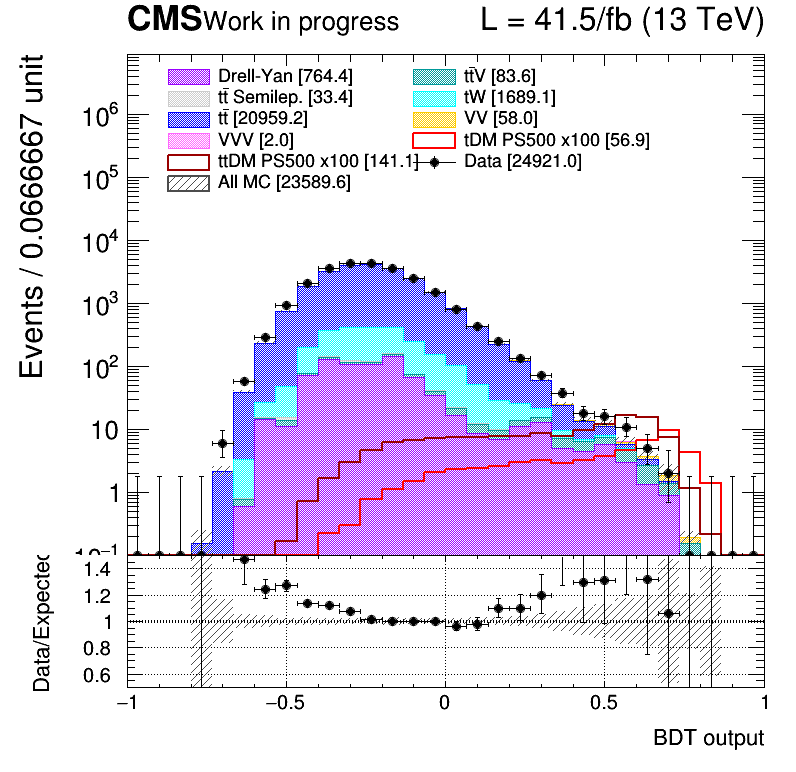 CMS Work in progress L = 41.5/fb (13 TeV)
Events / 0.0666667 unit
Drell-Yan [764.4] tt̄V [83.6]
tt̄ Semilep. [33.4] tW [1689.1]
tt̄ [20959.2] VV [58.0]
VVV [2.0] tDM PS500 x100 [56.9]
ttDM PS500 x100 [141.1] Data [24921.0]
All MC [23589.6]
10⁶
10⁵
10⁴
10³
10²
10
1
10⁻¹
Data/Expected
1.4
1.2
1
0.8
0.6
−1 −0.5 0 0.5 1
BDT output